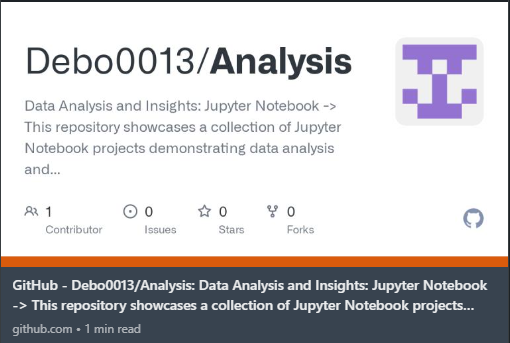 Debo0013/Analysis
Data Analysis and Insights: Jupyter Notebook ->
This repository showcases a collection of Jupyter
Notebook projects demonstrating data analysis
and...
1 0 0 0
Contributor Issues Stars Forks
GitHub - Debo0013/Analysis: Data Analysis and Insights: Jupyter Notebook
-> This repository showcases a collection of Jupyter Notebook projects...
github.com • 1 min read